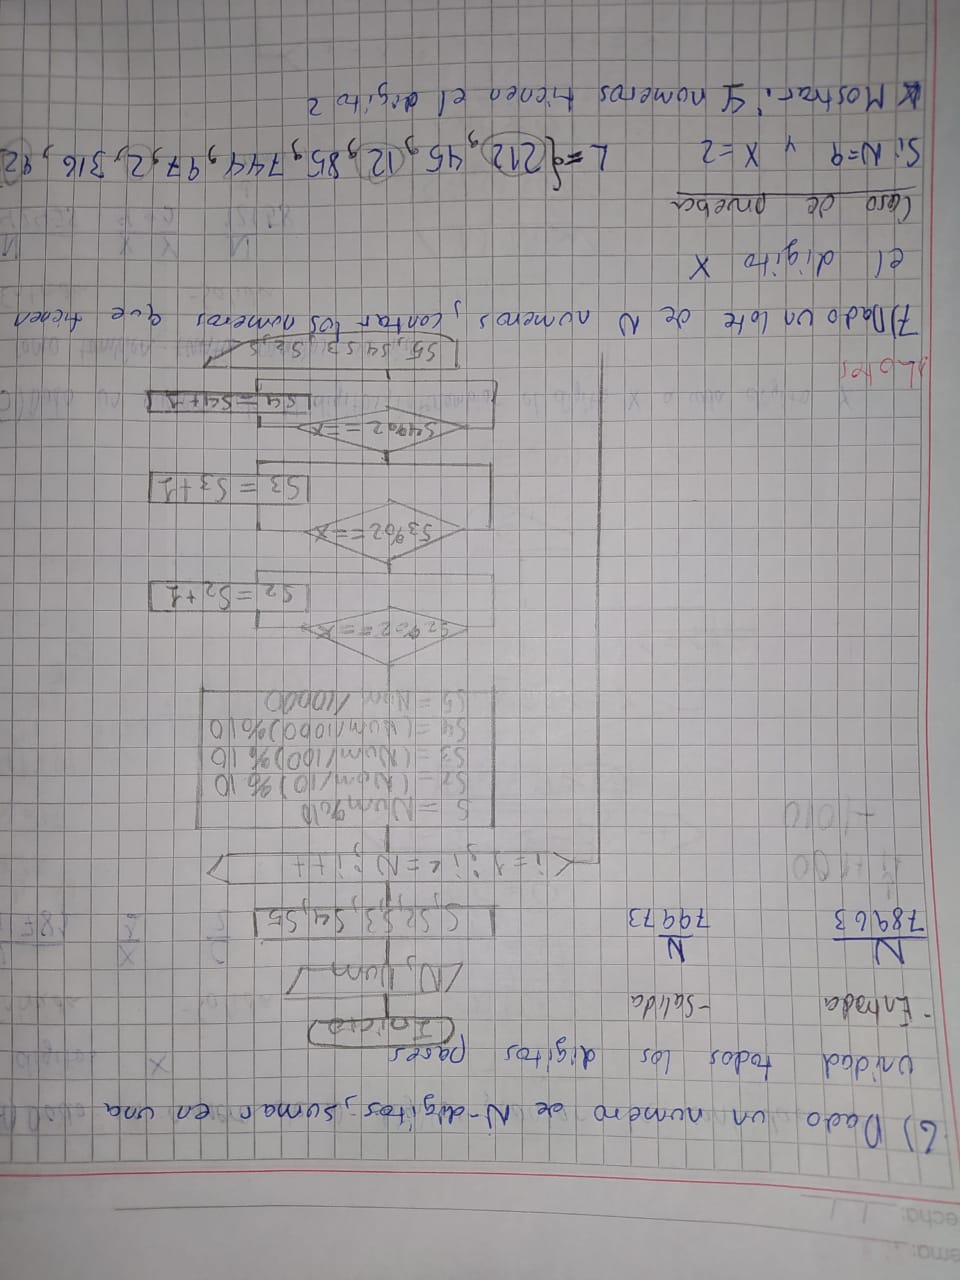 6) Dado un numero de N-digitos, sumar en una
unidad todos los digitos pares
- Entrada
- Salida
N
78963
N
79973
Inicio
N, Num
S, S2, S3, S4, S5
i=1; i<=N; i++
S = Num%10
S2 = (Num/10)%10
S3 = (Num/100)%10
S4 = (Num/1000)%10
S5 = Num/10000
S2%2==x
S2=S2+1
S3%2==x
S3=S3+1
S4%2==x
S4=S4+1
S5, S4 S3, S2, S
Lotes
7) Dado un lote de N numeros, contar los numeros que tienen
el digito X
Caso de prueba
Si N=9 y X=2 L={212, 45, 12, 85, 744, 97, 2, 316, 92
Mostrar: 4 numeros tienen el digito 2